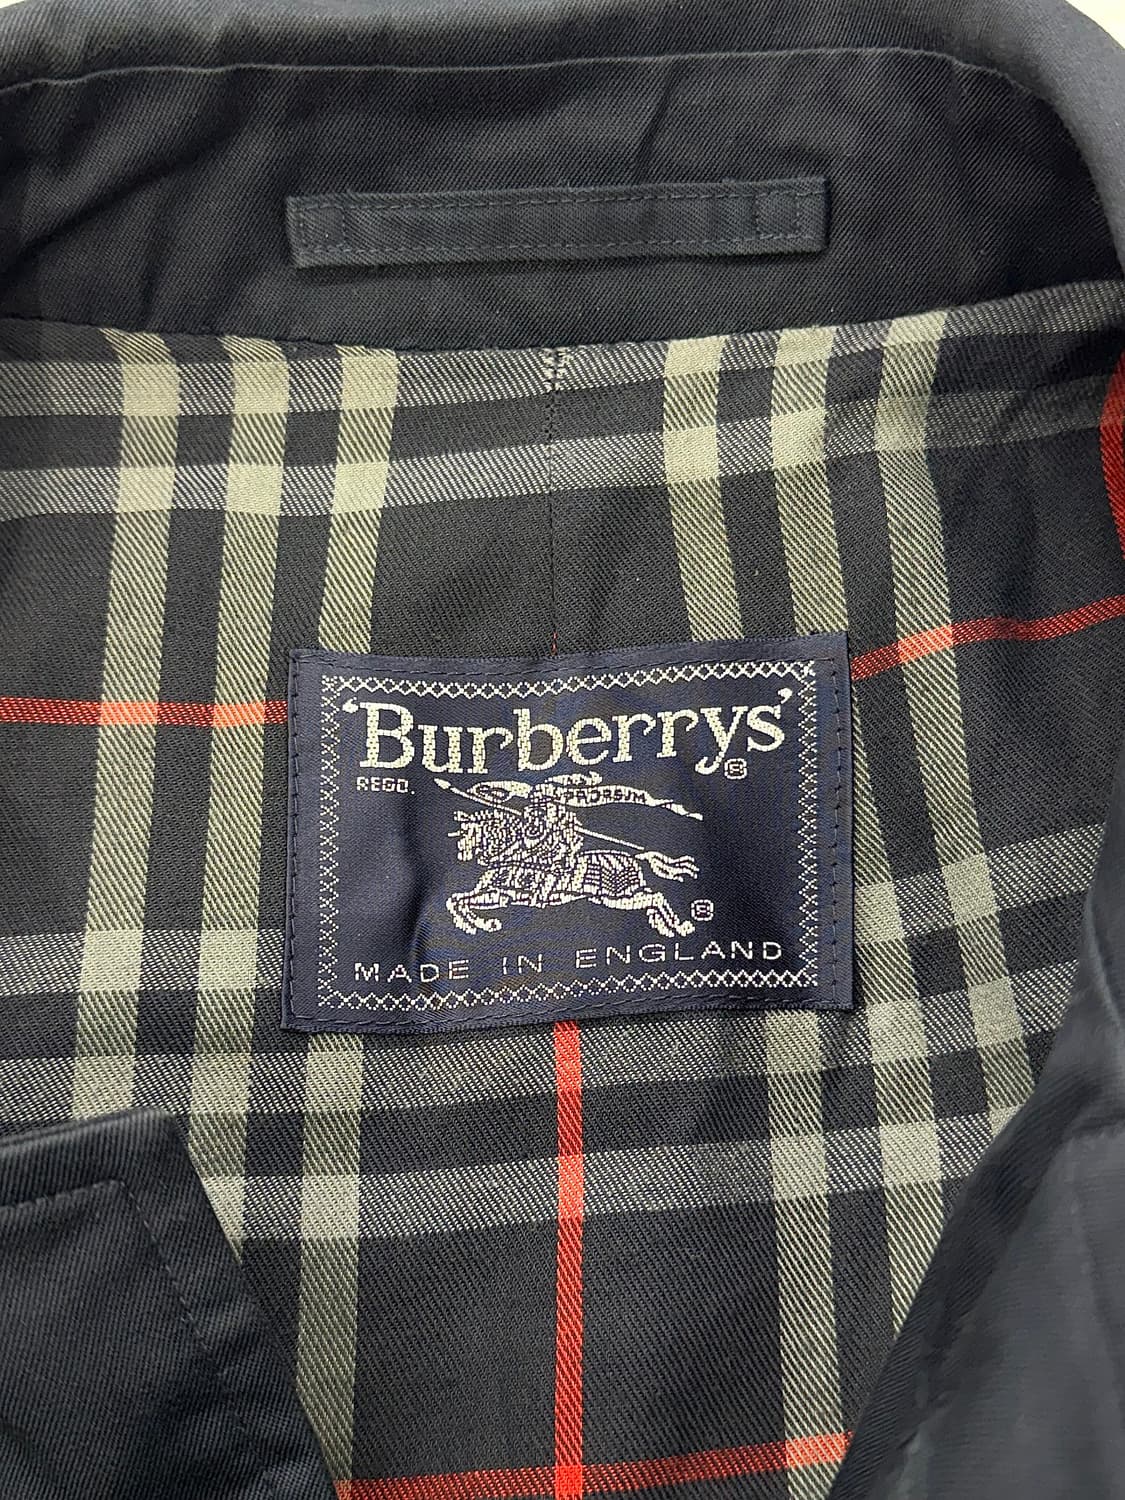 'Burberrys'®
REGD.
PRORSUM
®
MADE IN ENGLAND